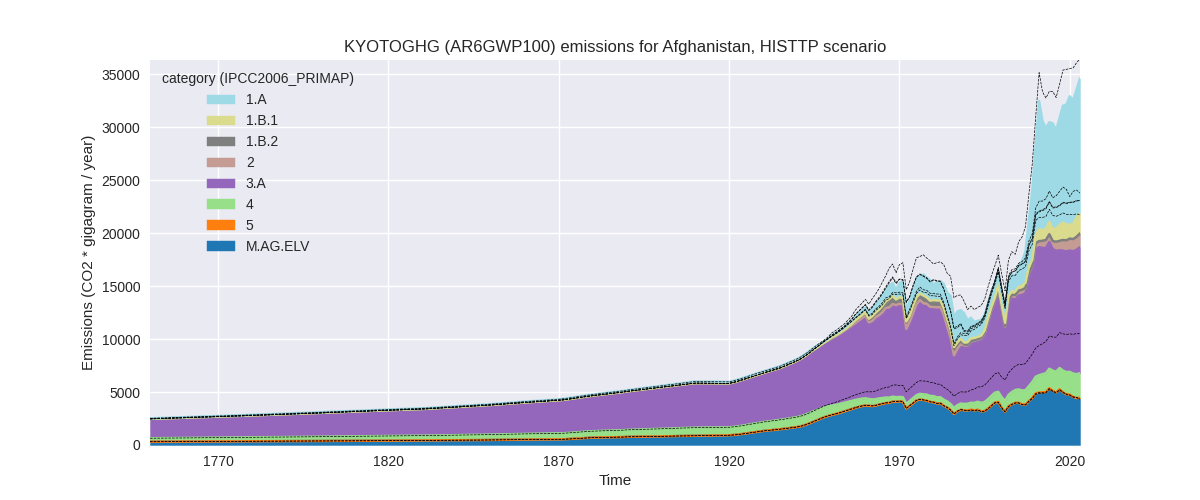 KYOTOGHG (AR6GWP100) emissions for Afghanistan, HISTTP scenario
Emissions (CO2 * gigagram / year)
35000
30000
25000
20000
15000
10000
5000
0
category (IPCC2006_PRIMAP)
1.A
1.B.1
1.B.2
2
3.A
4
5
M.AG.ELV
1770
1820
1870
1920
1970
2020
Time